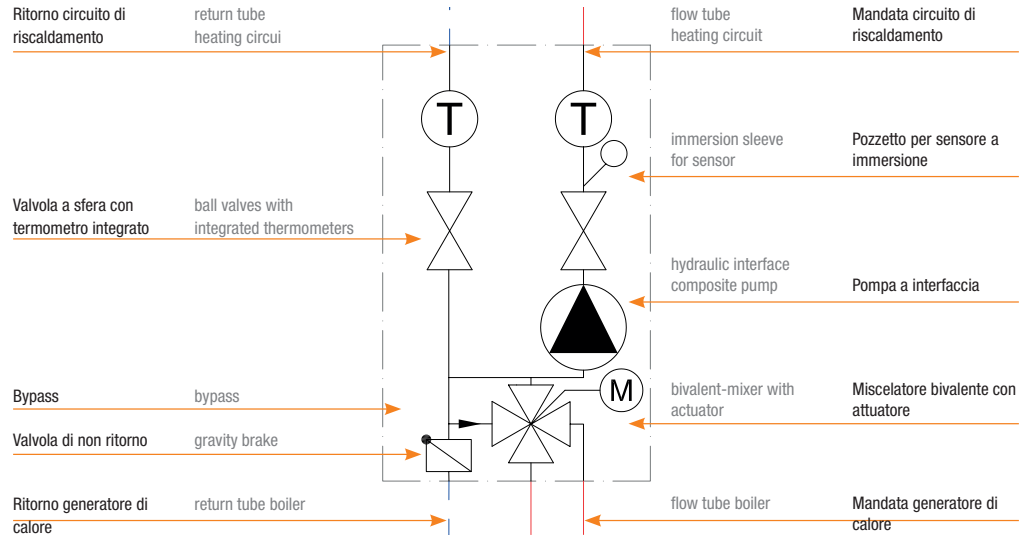 Ritorno circuito di
riscaldamento
return tube
heating circui
flow tube
heating circuit
Mandata circuito di
riscaldamento
T
T
immersion sleeve
for sensor
Pozzetto per sensore a
immersione
Valvola a sfera con
termometro integrato
ball valves with
integrated thermometers
hydraulic interface
composite pump
Pompa a interfaccia
Bypass
bypass
M
bivalent-mixer with
actuator
Miscelatore bivalente con
attuatore
Valvola di non ritorno
gravity brake
Ritorno generatore di
calore
return tube boiler
flow tube boiler
Mandata generatore di
calore